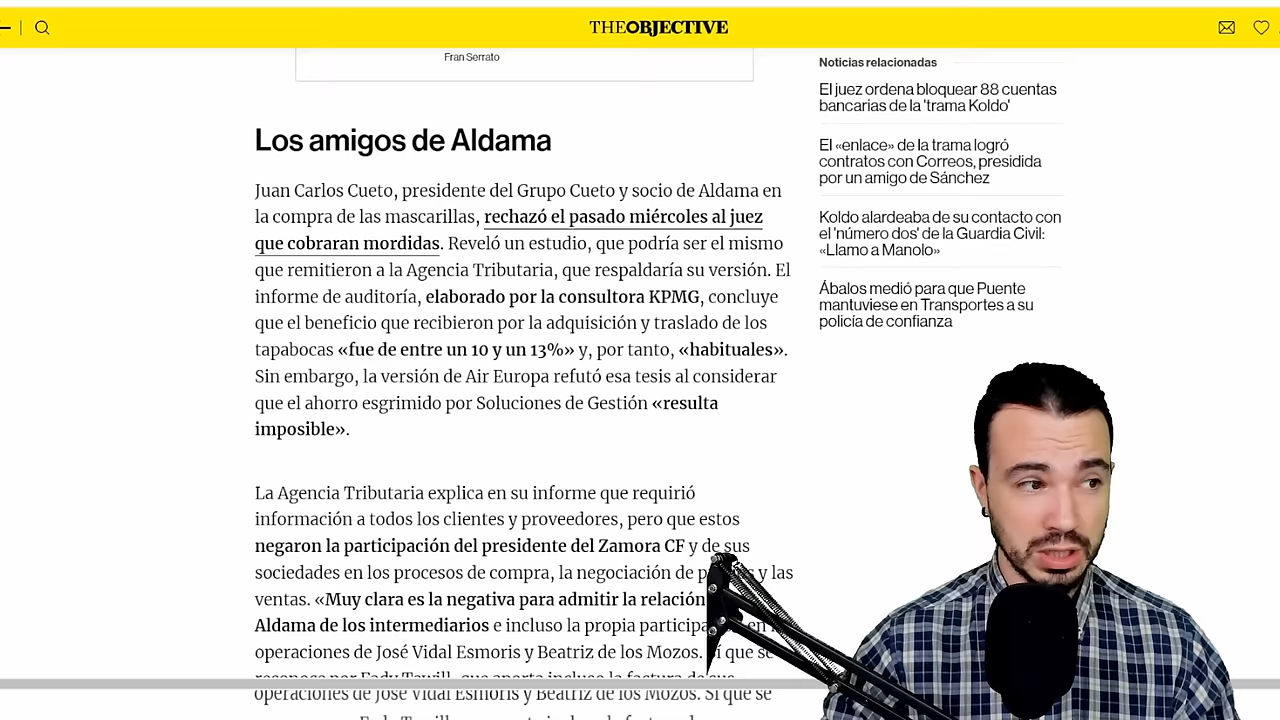 THEOBJECTIVE
Fran Serrato
Los amigos de Aldama
Juan Carlos Cueto, presidente del Grupo Cueto y socio de Aldama en
la compra de las mascarillas, rechazó el pasado miércoles al juez
que cobraran mordidas. Reveló un estudio, que podría ser el mismo
que remitieron a la Agencia Tributaria, que respaldaría su versión. El
informe de auditoría, elaborado por la consultora KPMG, concluye
que el beneficio que recibieron por la adquisición y traslado de los
tapabocas «fue de entre un 10 y un 13%» y, por tanto, «habituales».
Sin embargo, la versión de Air Europa refutó esa tesis al considerar
que el ahorro esgrimido por Soluciones de Gestión «resulta
imposible».
La Agencia Tributaria explica en su informe que requirió
información a todos los clientes y proveedores, pero que estos
negaron la participación del presidente del Zamora CF y de sus
sociedades en los procesos de compra, la negociación de y las
ventas. «Muy clara es la negativa para admitir la relación
Aldama de los intermediarios e incluso la propia en
operaciones de José Vidal Esmoris y Beatriz de los Mozos. Sí que se
operaciones de José Vidal Esmoris y Beatriz de los Mozos. Sí que se
Noticias relacionadas
El juez ordena bloquear 88 cuentas
bancarias de la 'trama Koldo'
El «enlace» de la trama logró
contratos con Correos, presidida
por un amigo de Sánchez
Koldo alardeaba de su contacto con
el 'número dos' de la Guardia Civil:
«Llamo a Manolo»
Ábalos medió para que Puente
mantuviese en Transportes a su
policía de confianza